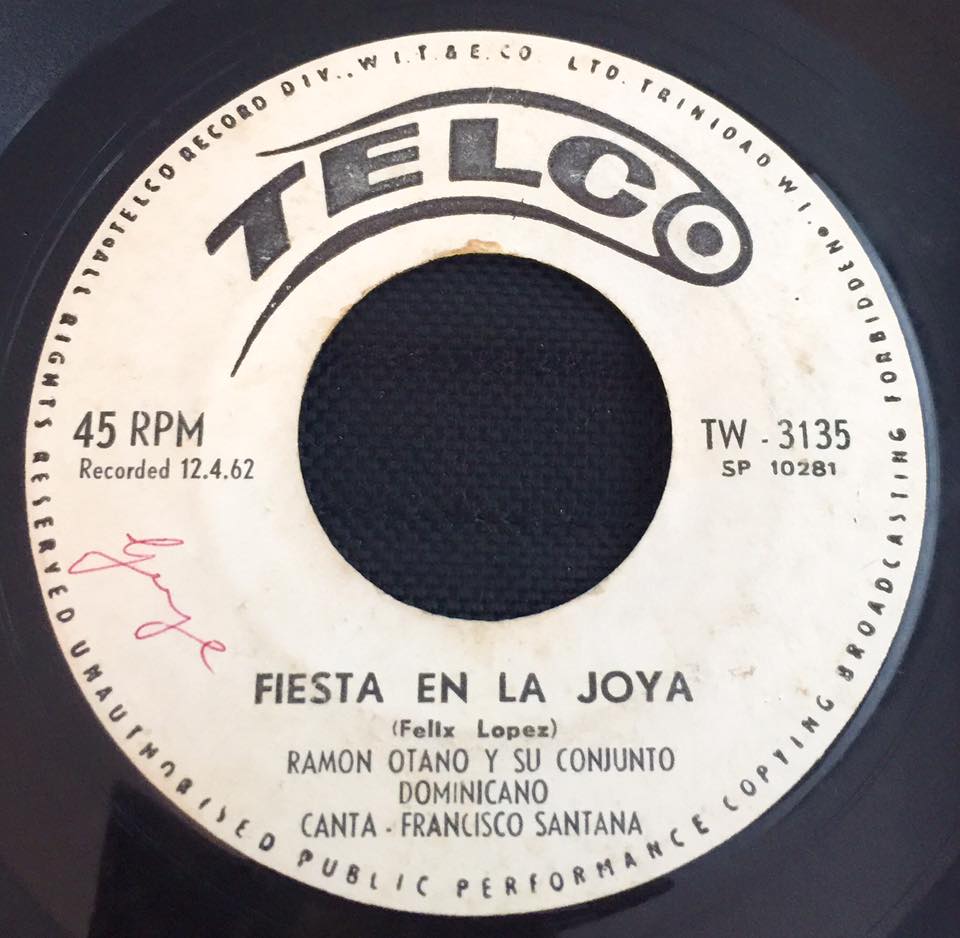 TELCO RECORD DIV., W.I.T.&E.CO. LTD. TRINIDAD W.I.
TELCO
45 RPM
Recorded 12.4.62
TW - 3135
SP 10281
FIESTA EN LA JOYA
(Felix Lopez)
RAMON OTANO Y SU CONJUNTO
DOMINICANO
CANTA - FRANCISCO SANTANA
ALL RIGHTS RESERVED UNAUTHORISED PUBLIC PERFORMANCE COPYING BROADCASTING FORBIDDEN